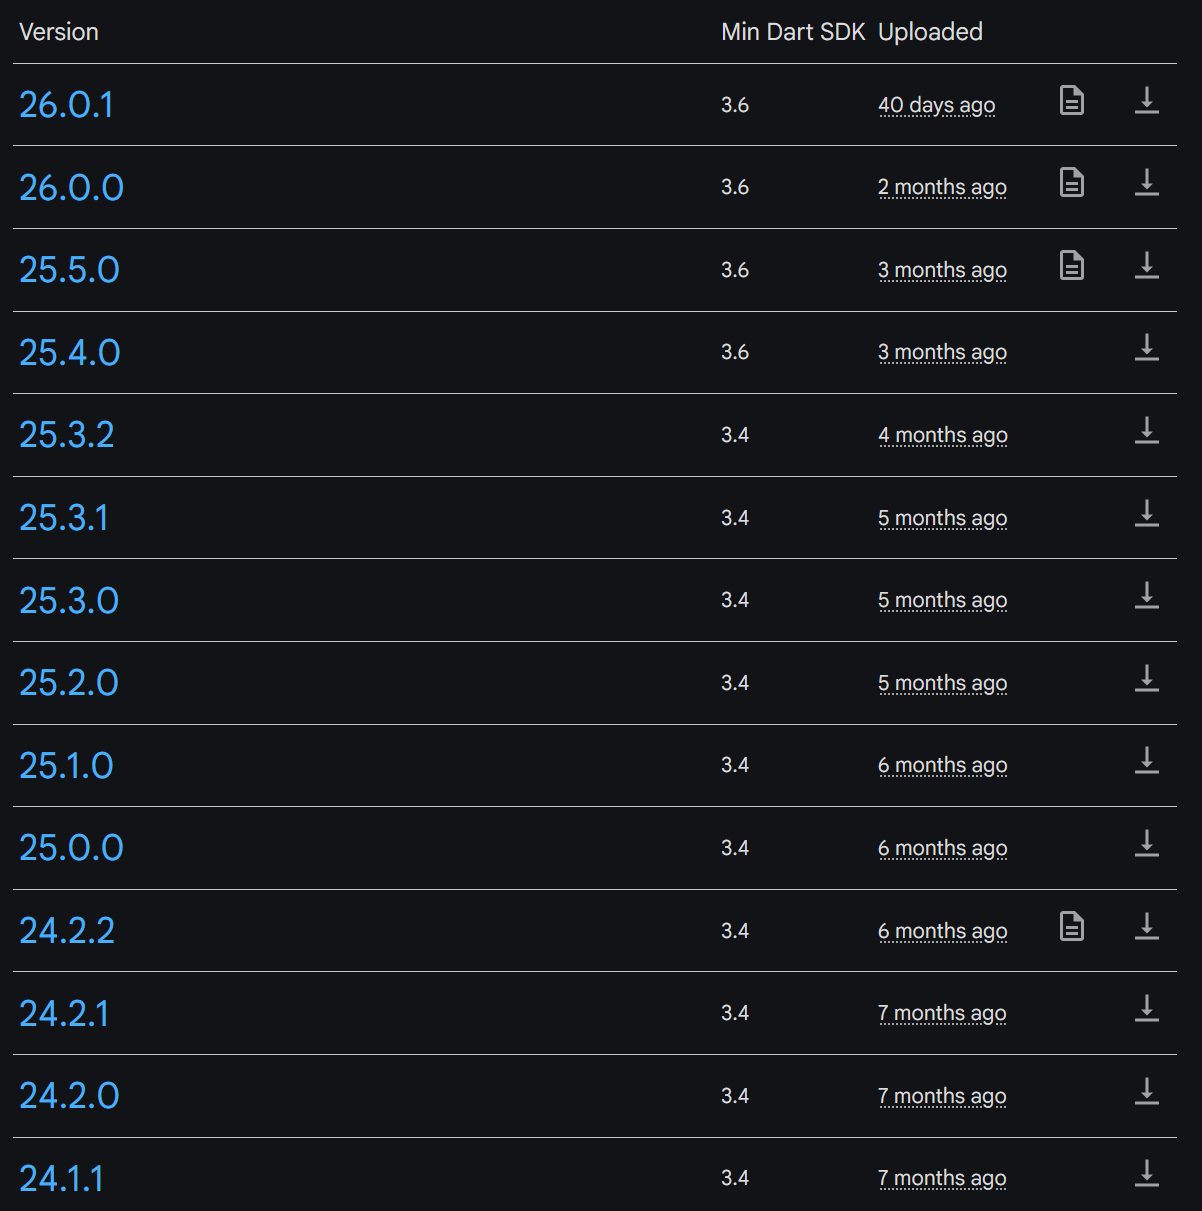 Version Min Dart SDK Uploaded
26.0.1 3.6 40 days ago
26.0.0 3.6 2 months ago
25.5.0 3.6 3 months ago
25.4.0 3.6 3 months ago
25.3.2 3.4 4 months ago
25.3.1 3.4 5 months ago
25.3.0 3.4 5 months ago
25.2.0 3.4 5 months ago
25.1.0 3.4 6 months ago
25.0.0 3.4 6 months ago
24.2.2 3.4 6 months ago
24.2.1 3.4 7 months ago
24.2.0 3.4 7 months ago
24.1.1 3.4 7 months ago